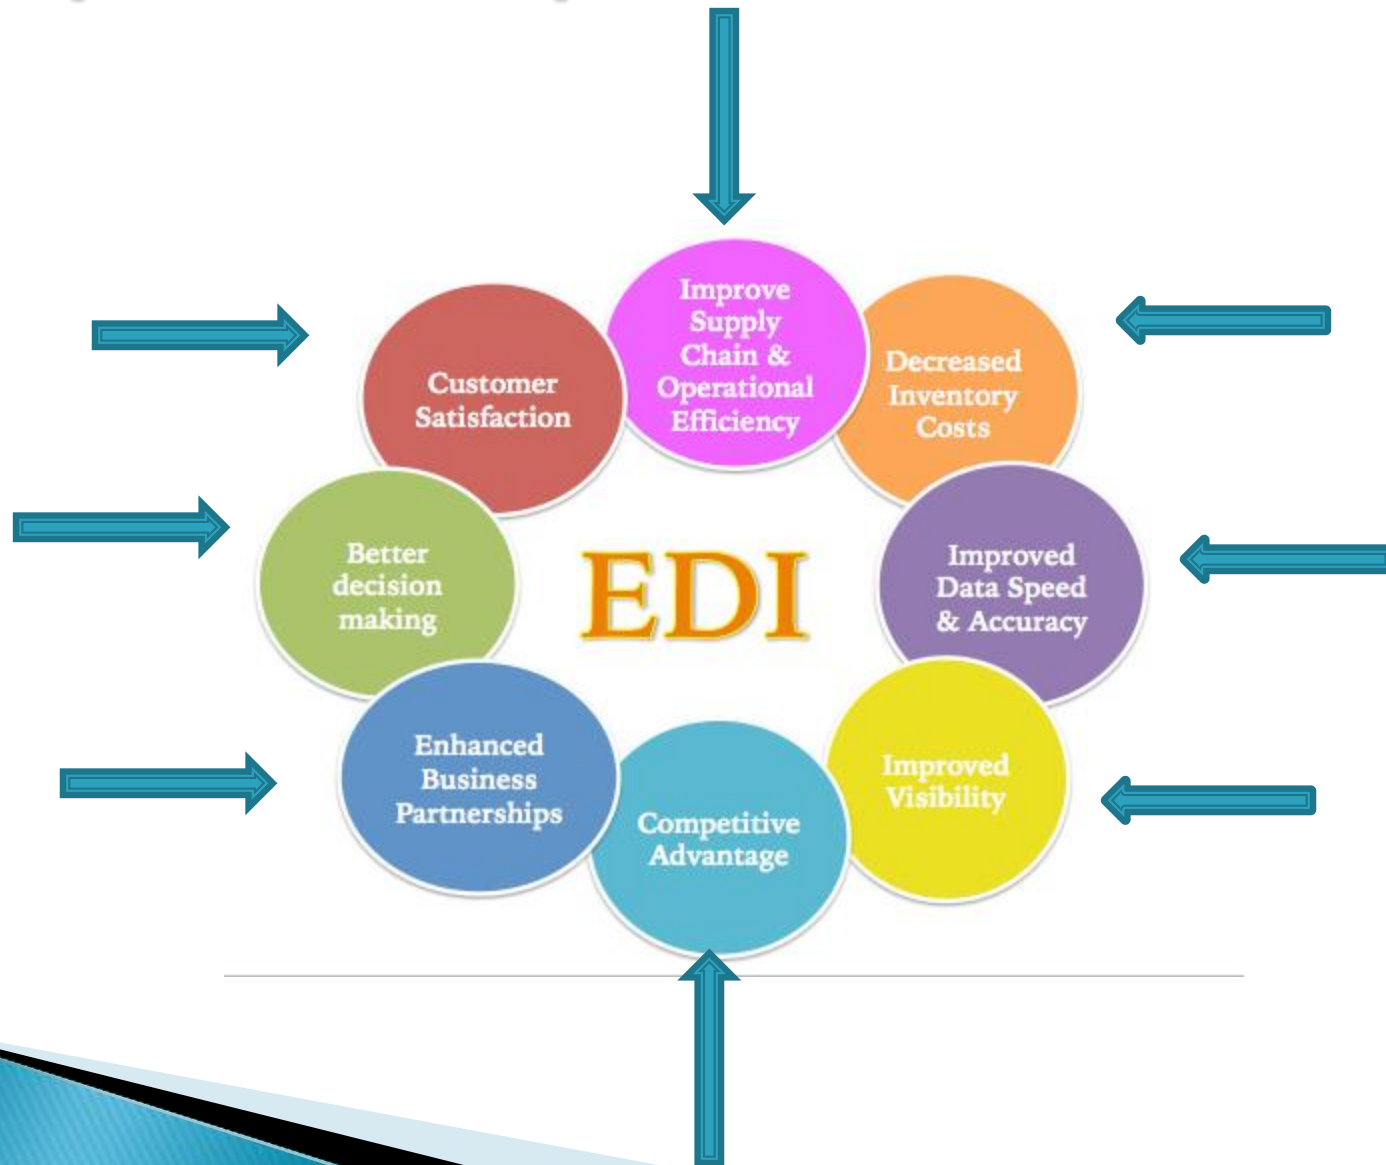 Improve
Supply
Chain &
Operational
Efficiency
Decreased
Inventory
Costs
Improved
Data Speed
& Accuracy
Improved
Visibility
Competitive
Advantage
Enhanced
Business
Partnerships
Better
decision
making
Customer
Satisfaction
EDI